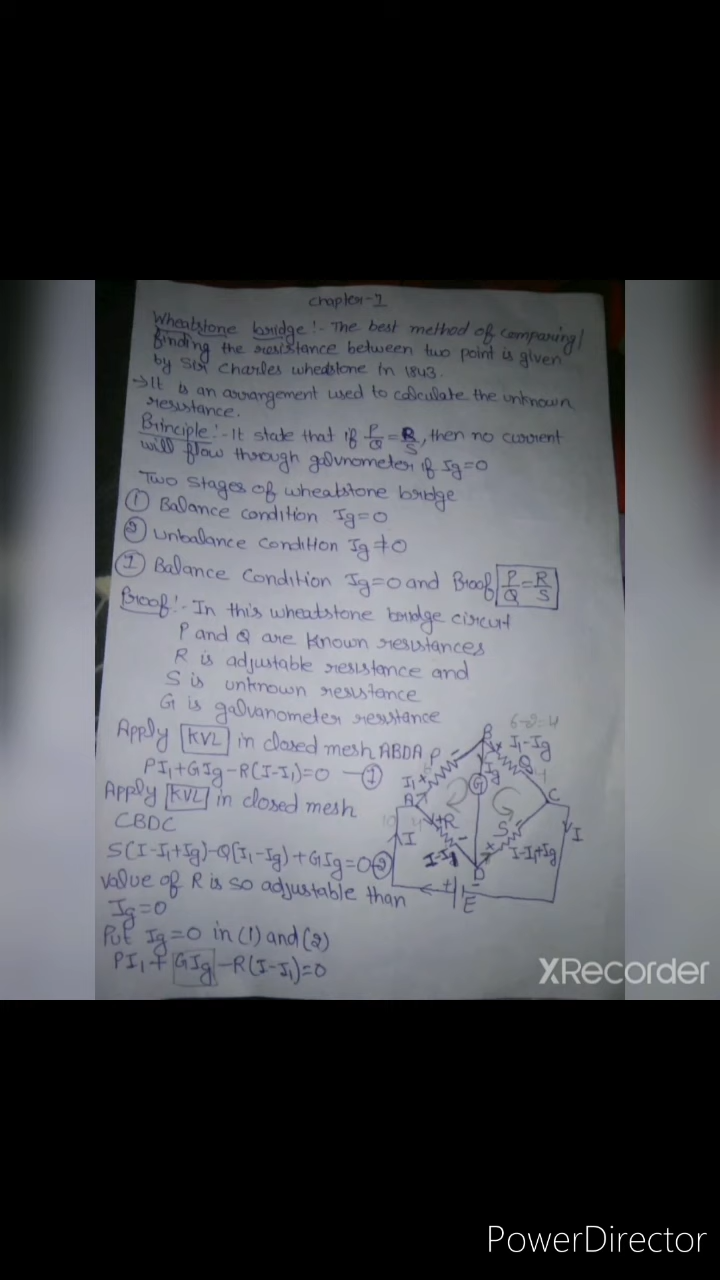 Chapter-1
Wheatstone bridge:- The best method of comparing/
finding the resistance between two point is given
by Sir Charles wheatstone in 1843.
→It is an arrangement used to calculate the unknown
resistance.
Principle:- It state that if P/Q = R/S, then no current
will flow through galvnometer if Ig=0
Two stages of wheatstone bridge
① Balance condition Ig=0
② unbalance condition Ig≠0
① Balance condition Ig=0 and Proof P/Q=R/S
Proof:- In this wheatstone bridge circuit
P and Q are known resistances
R is adjustable resistance and
S is unknown resistance
G is galvanometer resistance
Apply KVL in closed mesh ABDA
PI₁+GIg-R(I-I₁)=0 —①
Apply KVL in closed mesh
CBDC
S(I-I₁+Ig)-Q(I₁-Ig)+GIg=0-②
value of R is so adjustable than
Ig=0
Put Ig=0 in (1) and (2)
PI₁+GIg-R(I-I₁)=0
6-2=4
B
P
I₁-Ig
I₁
Ig
Q
G
A
C
R
S
I
I
I-I₁
I-I₁+Ig
D
E
XRecorder
PowerDirector